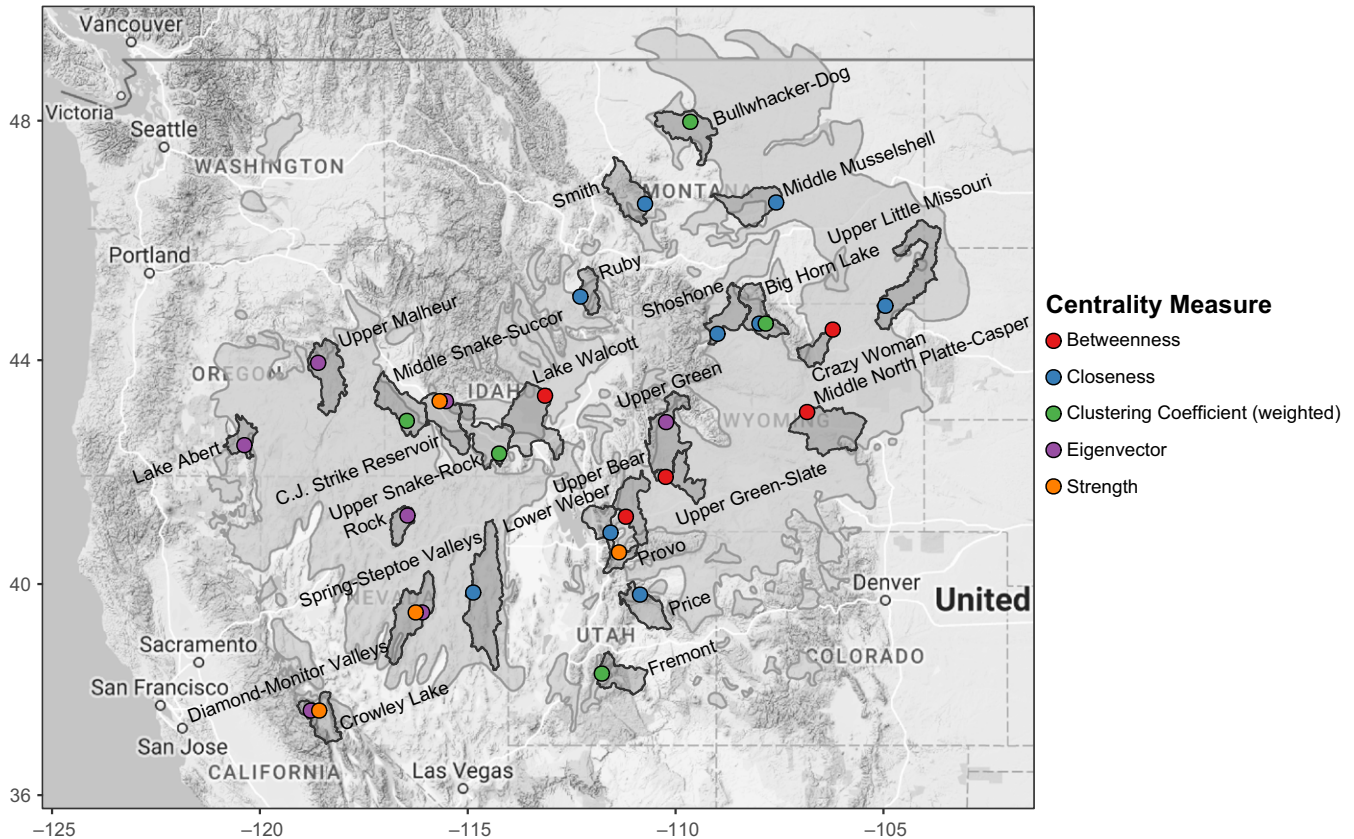 Vancouver
Victoria
Seattle
WASHINGTON
Portland
Bullwhacker-Dog
Middle Musselshell
Smith
MONTANA
Upper Little Missouri
Ruby
Shoshone
Big Horn Lake
Upper Malheur
Middle Snake-Succor
OREGON
IDAHO
Lake Walcott
Crazy Woman
Middle North Platte-Casper
Upper Green
WYOMING
Lake Abert
C.J. Strike Reservoir
Upper Snake-Rock
Rock
Upper Bear
Lower Weber
Upper Green-Slate
Spring-Steptoe Valleys
NEVADA
Provo
Price
Denver
United
Sacramento
UTAH
Fremont
COLORADO
San Francisco
Diamond-Monitor Valleys
Crowley Lake
San Jose
CALIFORNIA
Las Vegas
48
44
40
36
−125
−120
−115
−110
−105
Centrality Measure
Betweenness
Closeness
Clustering Coefficient (weighted)
Eigenvector
Strength